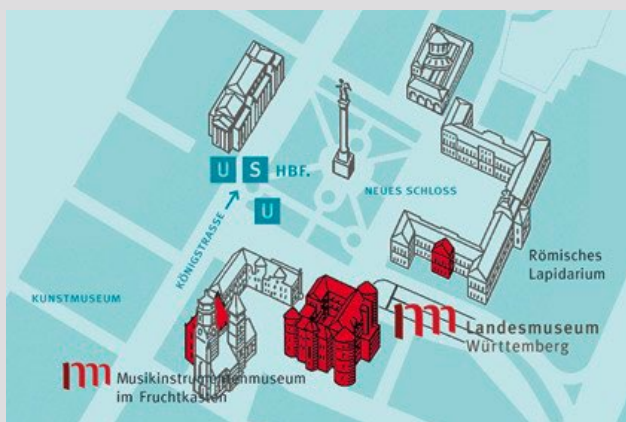 U S HBF.
U
KÖNIGSTRASSE
NEUES SCHLOSS
KUNSTMUSEUM
Römisches
Lapidarium
m Landesmuseum
Württemberg
m Musikinstrumentenmuseum
im Fruchtkasten